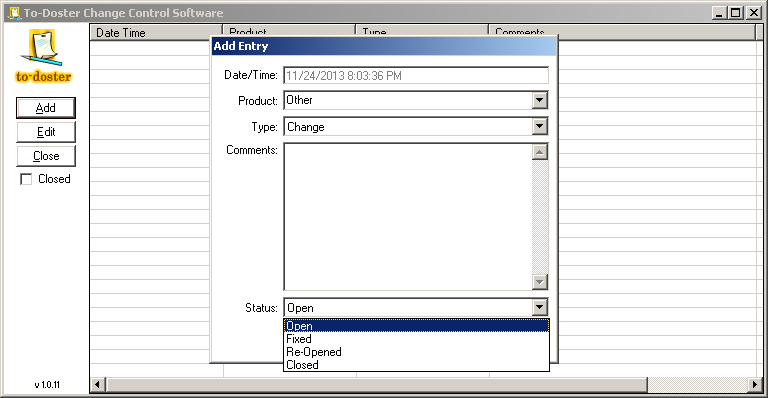 To-Doster Change Control Software
Date Time Product Type Comments
to-doster
Add
Edit
Close
Closed
v 1.0.11
Add Entry
Date/Time: 11/24/2013 8:03:36 PM
Product: Other
Type: Change
Comments:
Status: Open
Open
Fixed
Re-Opened
Closed